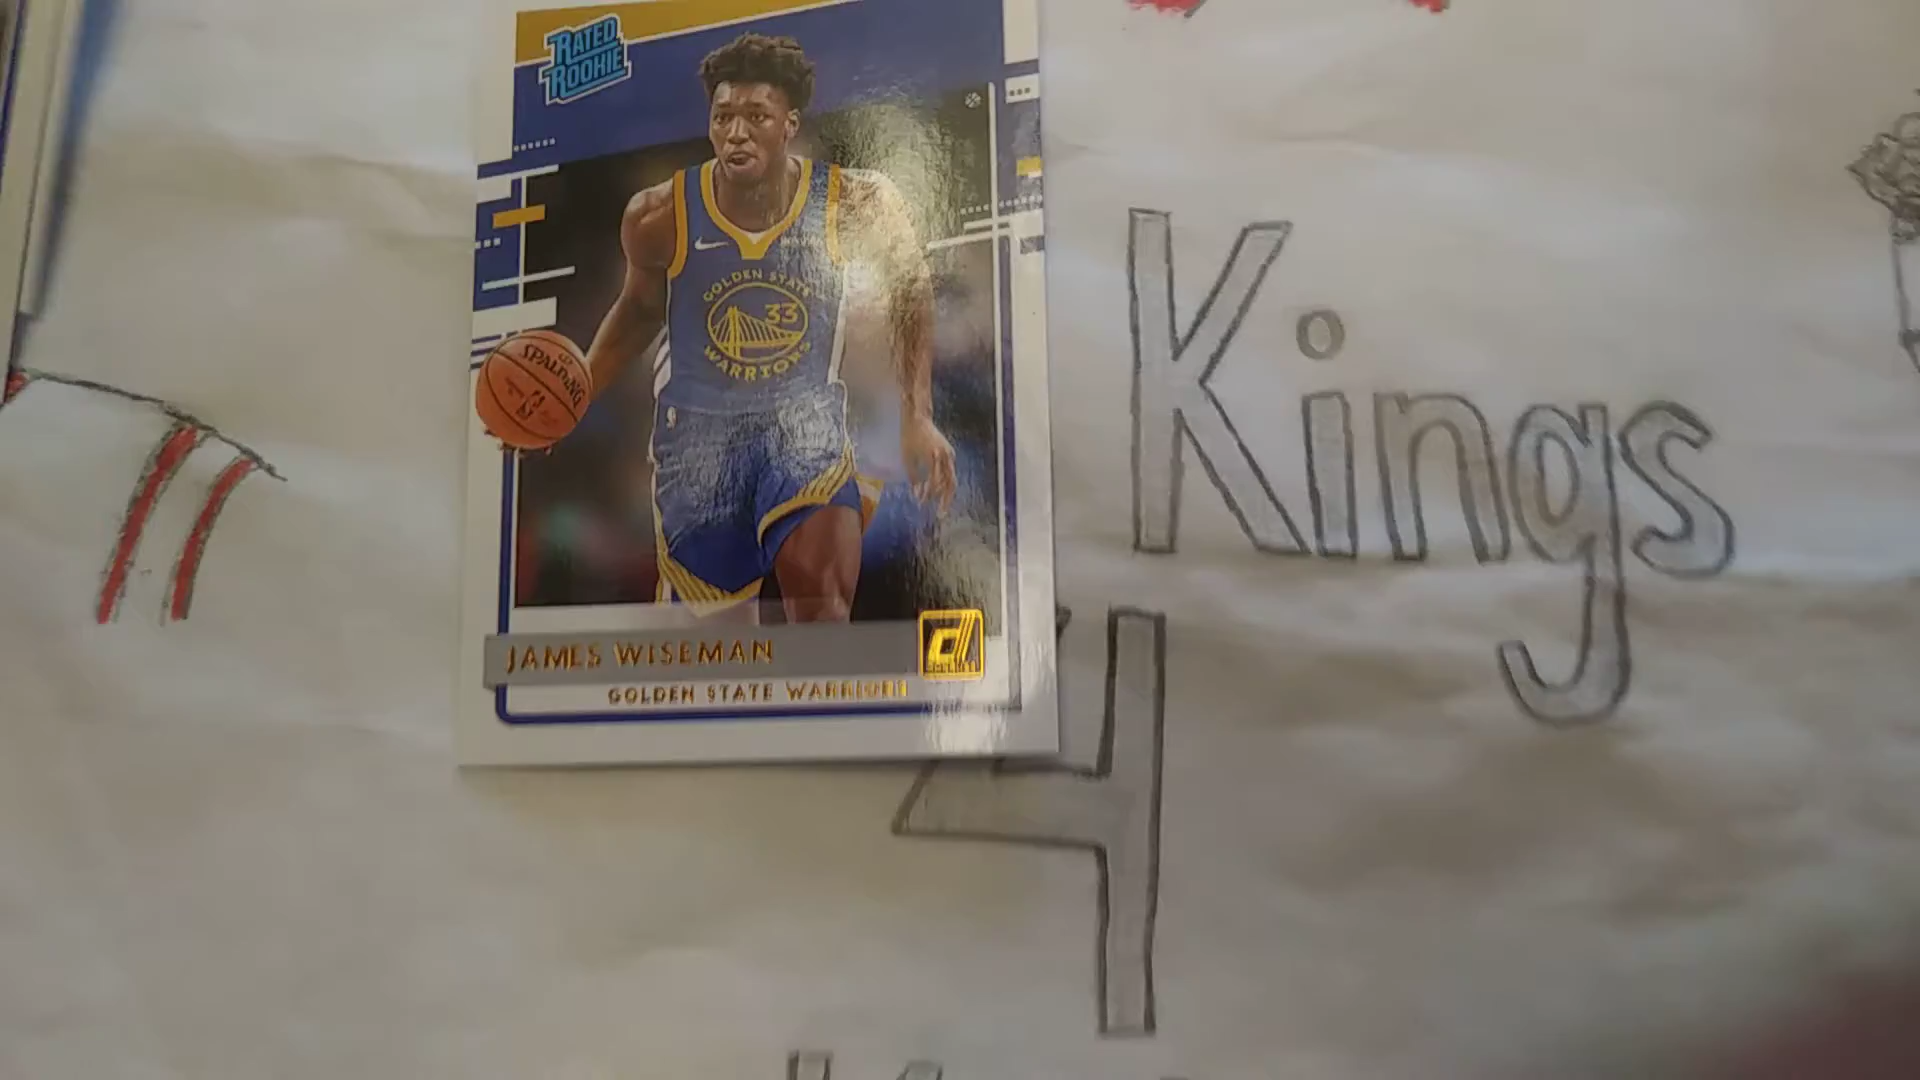 RATED
ROOKIE
GOLDEN STATE
33
WARRIORS
SPALDING
JAMES WISEMAN
GOLDEN STATE WARRIORS
Kings
4